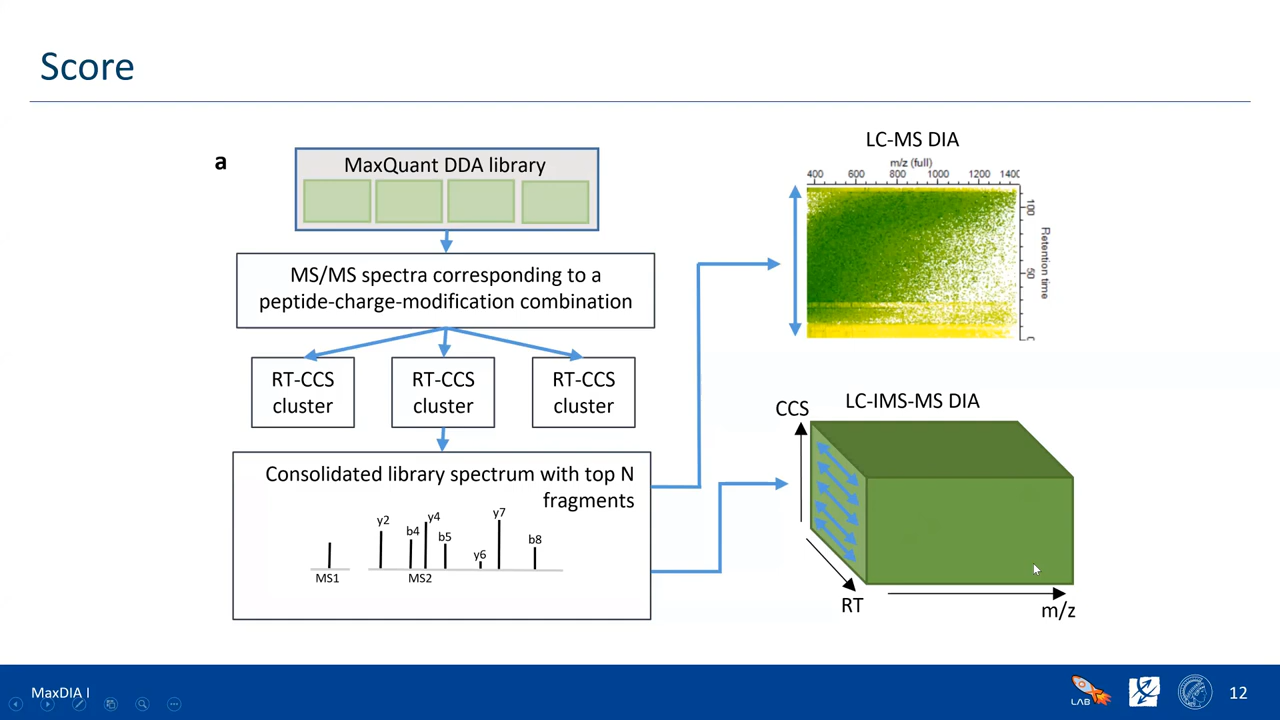 Score
a
MaxQuant DDA library
MS/MS spectra corresponding to a
peptide-charge-modification combination
RT-CCS
cluster
RT-CCS
cluster
RT-CCS
cluster
Consolidated library spectrum with top N
fragments
y2
b4
y4
b5
y6
y7
b8
MS1
MS2
LC-MS DIA
m/z (full)
400 600 800 1000 1200 1400
100
50
Retention time
LC-IMS-MS DIA
CCS
RT
m/z
MaxDIA I
LAB
12